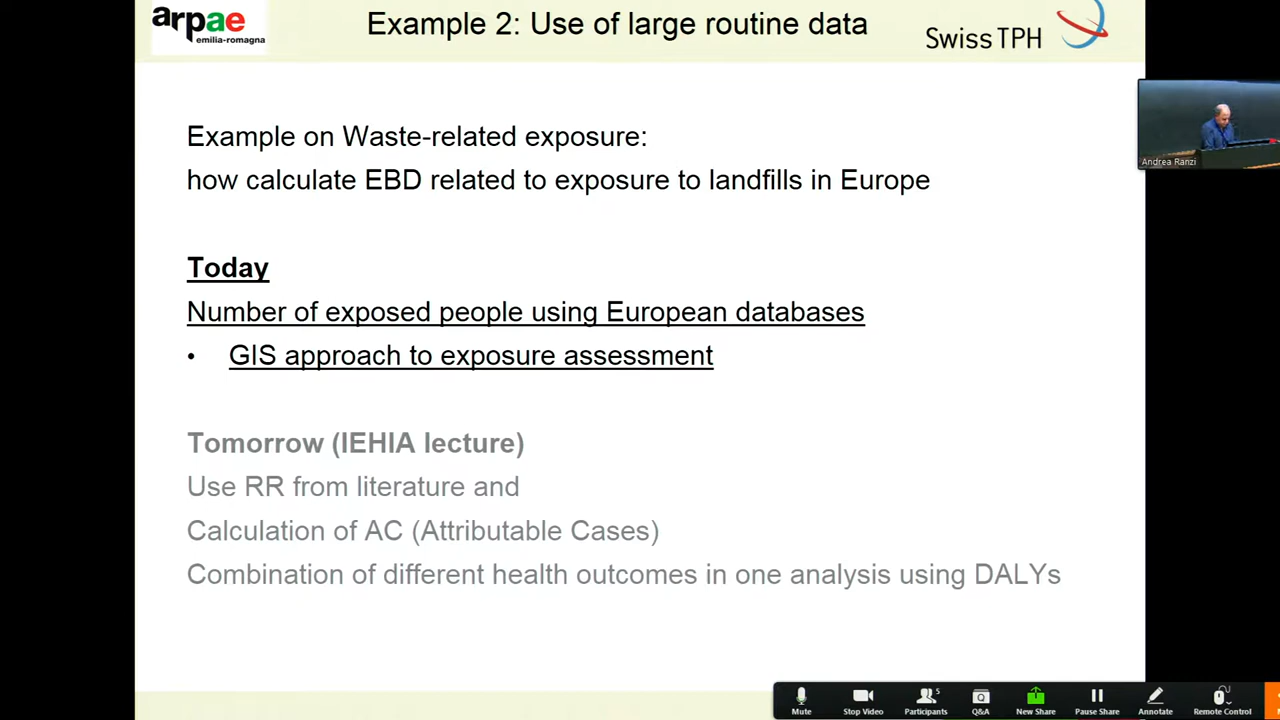 arpae
emilia-romagna
Example 2: Use of large routine data
Swiss TPH
Example on Waste-related exposure:
how calculate EBD related to exposure to landfills in Europe
Today
Number of exposed people using European databases
• GIS approach to exposure assessment
Tomorrow (IEHIA lecture)
Use RR from literature and
Calculation of AC (Attributable Cases)
Combination of different health outcomes in one analysis using DALYs
Andrea Ranzi
Mute
Stop Video
Participants
5
Q&A
New Share
Pause Share
Annotate
Remote Control